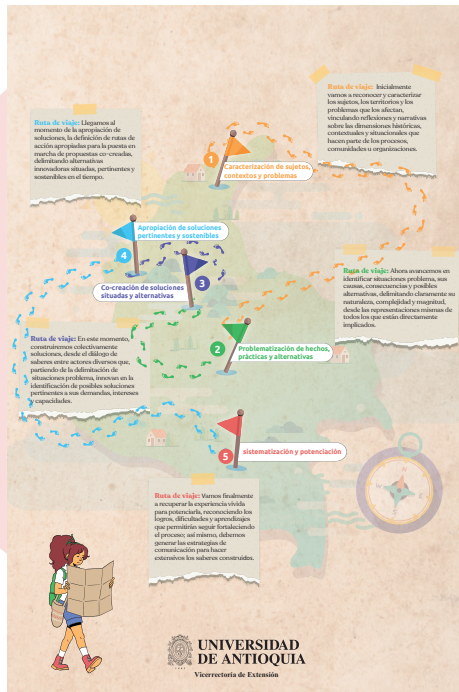 Ruta de viaje: Inicialmente
vamos a reconocer y caracterizar
los sujetos, los territorios y los
problemas que los afectan,
vinculando reflexiones y narrativas
sobre las dimensiones históricas,
contextuales y situacionales que
hacen parte de los procesos,
comunidades u organizaciones.
1
Caracterización de sujetos,
contextos y problemas
Ruta de viaje: Llegamos al
momento de la apropiación de
soluciones, la definición de rutas de
acción apropiadas para la puesta en
marcha de propuestas co-creadas,
delimitando alternativas
innovadoras situadas, pertinentes y
sostenibles en el tiempo.
Apropiación de soluciones
pertinentes y sostenibles
4
3
Co-creación de soluciones
situadas y alternativas
Ruta de viaje: Ahora avancemos en
identificar situaciones problema, sus
causas, consecuencias y posibles
alternativas, delimitando claramente su
naturaleza, complejidad y magnitud,
desde las representaciones mismas de
todos los que están directamente
implicados.
2
Problematización de hechos,
prácticas y alternativas
Ruta de viaje: En este momento,
construiremos colectivamente
soluciones, desde el diálogo de
saberes entre actores diversos que,
partiendo de la delimitación de
situaciones problema, innovan en la
identificación de posibles soluciones
pertinentes a sus demandas, intereses
y capacidades.
5
sistematización y potenciación
Ruta de viaje: Vamos finalmente
a recuperar la experiencia vivida
para potenciarla, reconociendo los
logros, dificultades y aprendizajes
que permitirán seguir fortaleciendo
el proceso; así mismo, debemos
generar las estrategias de
comunicación para hacer
extensivos los saberes construidos.
UNIVERSIDAD
DE ANTIOQUIA
Vicerrectoría de Extensión